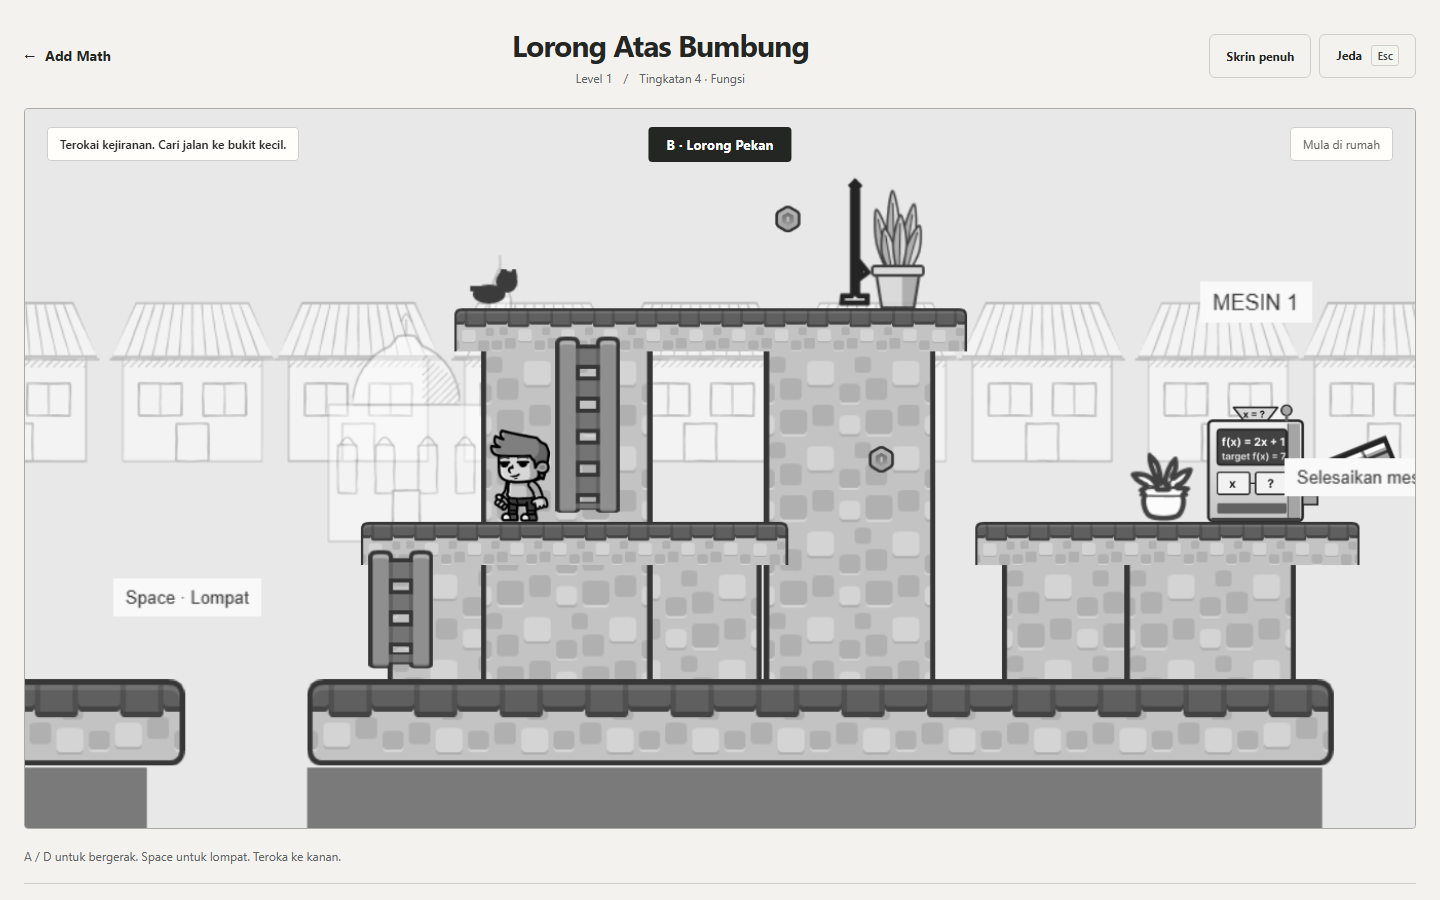 ← Add Math
Lorong Atas Bumbung
Level 1 / Tingkatan 4 · Fungsi
Skrin penuh
Jeda Esc
Terokai kejiranan. Cari jalan ke bukit kecil.
B · Lorong Pekan
Mula di rumah
MESIN 1
x = ?
f(x) = 2x + 1
target f(x) = 7
x ?
Selesaikan mes
Space · Lompat
A / D untuk bergerak. Space untuk lompat. Teroka ke kanan.